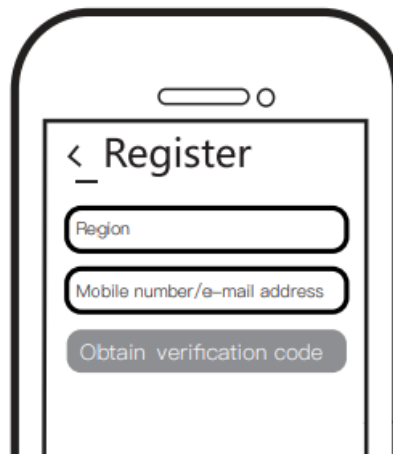 < Register
Region
Mobile number/e-mail address
Obtain verification code